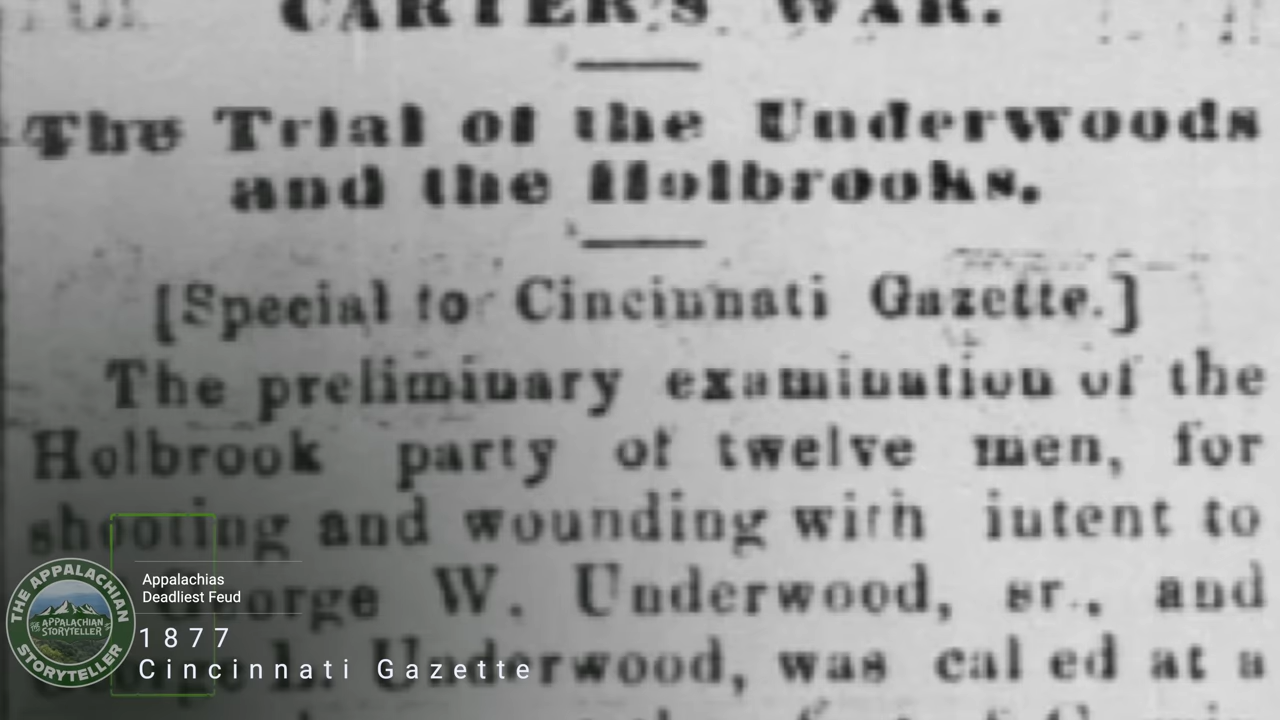 CARTER'S WAR.
The Trial of the Underwoods
and the Holbrooks.
[Special to Cincinnati Gazette.]
The preliminary examination of the
Holbrook party of twelve men, for
shooting and wounding with intent to
George W. Underwood, sr., and
L. Underwood, was cal ed at a
THE APPALACHIAN
STORYTELLER
THE APPALACHIAN
STORYTELLER
Appalachias
Deadliest Feud
1877
Cincinnati Gazette